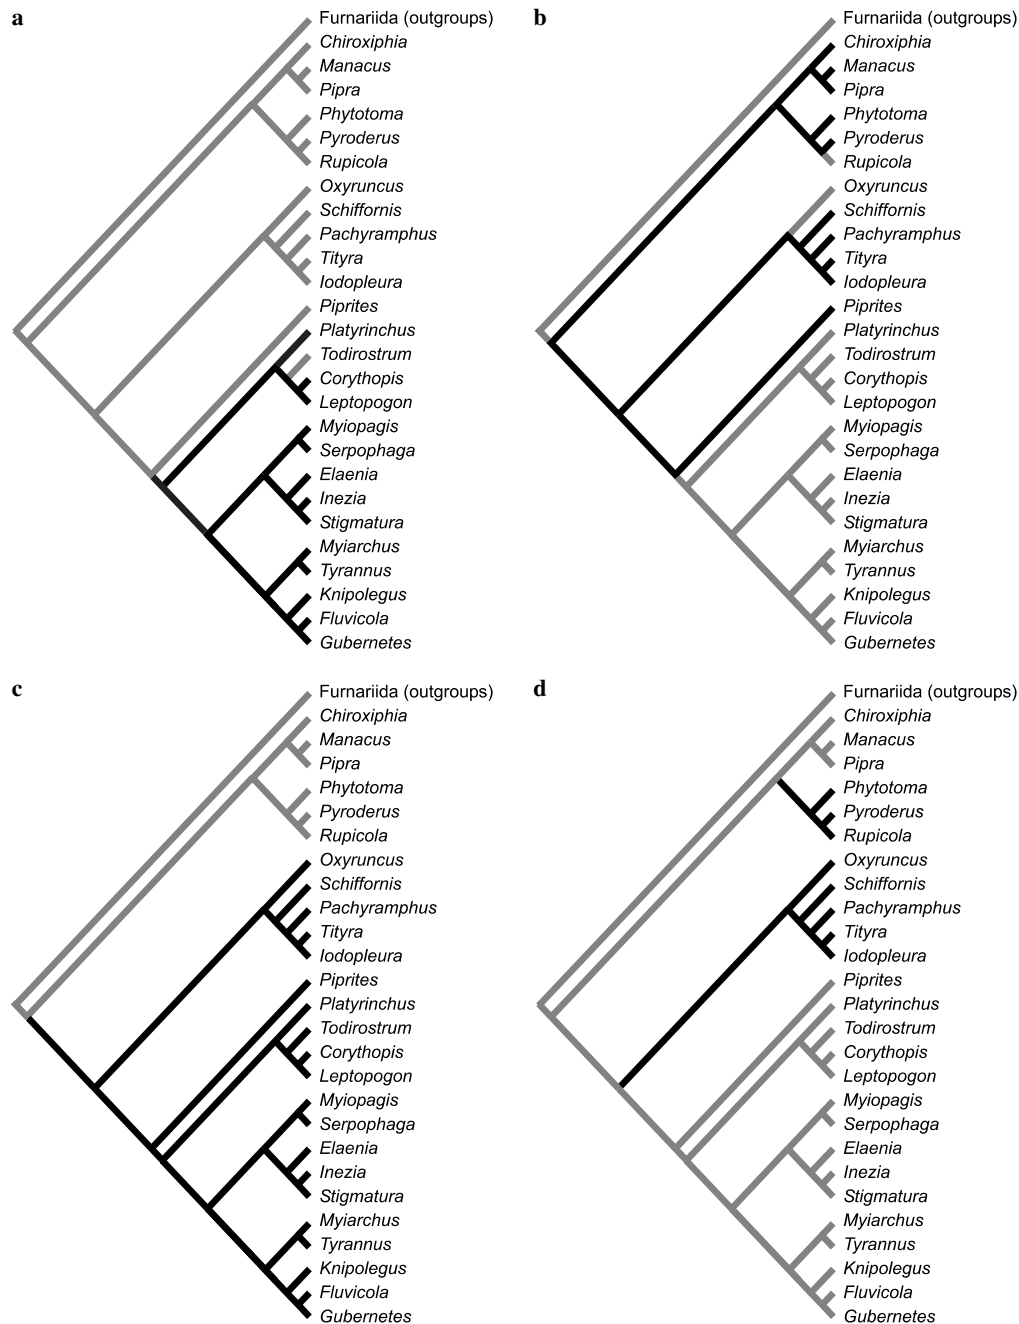 a
Furnariida (outgroups)
Chiroxiphia
Manacus
Pipra
Phytotoma
Pyroderus
Rupicola
Oxyruncus
Schiffornis
Pachyramphus
Tityra
Iodopleura
Piprites
Platyrinchus
Todirostrum
Corythopis
Leptopogon
Myiopagis
Serpophaga
Elaenia
Inezia
Stigmatura
Myiarchus
Tyrannus
Knipolegus
Fluvicola
Gubernetes
b
Furnariida (outgroups)
Chiroxiphia
Manacus
Pipra
Phytotoma
Pyroderus
Rupicola
Oxyruncus
Schiffornis
Pachyramphus
Tityra
Iodopleura
Piprites
Platyrinchus
Todirostrum
Corythopis
Leptopogon
Myiopagis
Serpophaga
Elaenia
Inezia
Stigmatura
Myiarchus
Tyrannus
Knipolegus
Fluvicola
Gubernetes
c
Furnariida (outgroups)
Chiroxiphia
Manacus
Pipra
Phytotoma
Pyroderus
Rupicola
Oxyruncus
Schiffornis
Pachyramphus
Tityra
Iodopleura
Piprites
Platyrinchus
Todirostrum
Corythopis
Leptopogon
Myiopagis
Serpophaga
Elaenia
Inezia
Stigmatura
Myiarchus
Tyrannus
Knipolegus
Fluvicola
Gubernetes
d
Furnariida (outgroups)
Chiroxiphia
Manacus
Pipra
Phytotoma
Pyroderus
Rupicola
Oxyruncus
Schiffornis
Pachyramphus
Tityra
Iodopleura
Piprites
Platyrinchus
Todirostrum
Corythopis
Leptopogon
Myiopagis
Serpophaga
Elaenia
Inezia
Stigmatura
Myiarchus
Tyrannus
Knipolegus
Fluvicola
Gubernetes